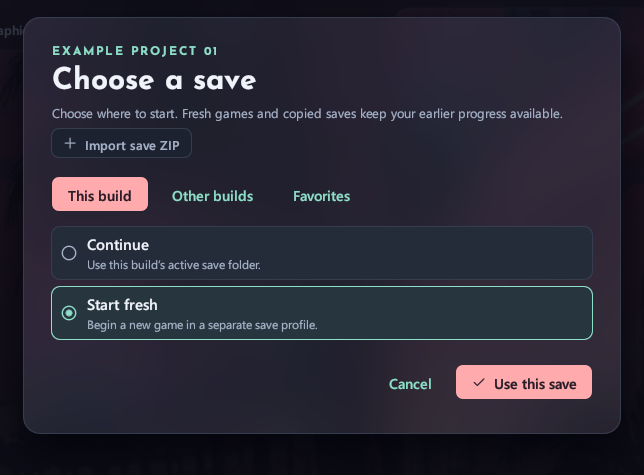 EXAMPLE PROJECT 01
Choose a save
Choose where to start. Fresh games and copied saves keep your earlier progress available.
Import save ZIP
This build
Other builds
Favorites
Continue
Use this build's active save folder.
Start fresh
Begin a new game in a separate save profile.
Cancel
Use this save